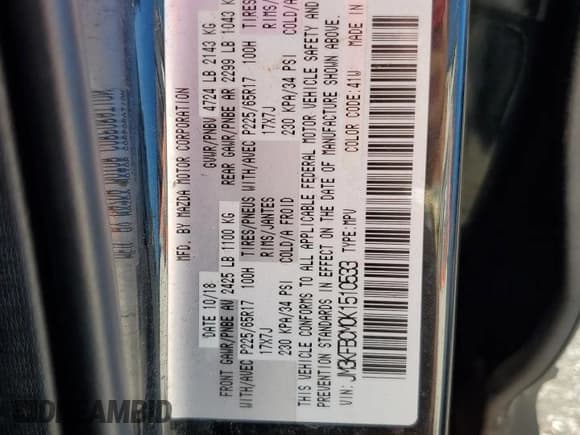 MFD. BY MAZDA MOTOR CORPORATION
DATE 10/18 GVWR/PNBV 4724 LB 2143 KG
FRONT GAWR/PNBE AV 2425 LB 1100 KG REAR GAWR/PNBE AR 2299 LB 1043 K
WITH/AVEC P225/65R17 100H TIRES/PNEUS WITH/AVEC P225/65R17 100H TIRES
17X7J RIMS/JANTES 17X7J RIMS/
230 KPA/34 PSI COLD/A FROID 230 KPA/34 PSI COLD/A
THIS VEHICLE CONFORMS TO ALL APPLICABLE FEDERAL MOTOR VEHICLE SAFETY AND
PREVENTION STANDARDS IN EFFECT ON THE DATE OF MANUFACTURE SHOWN ABOVE.
VIN: JM3KFBCM0K1510533 TYPE:MPV COLOR CODE:41W MADE IN